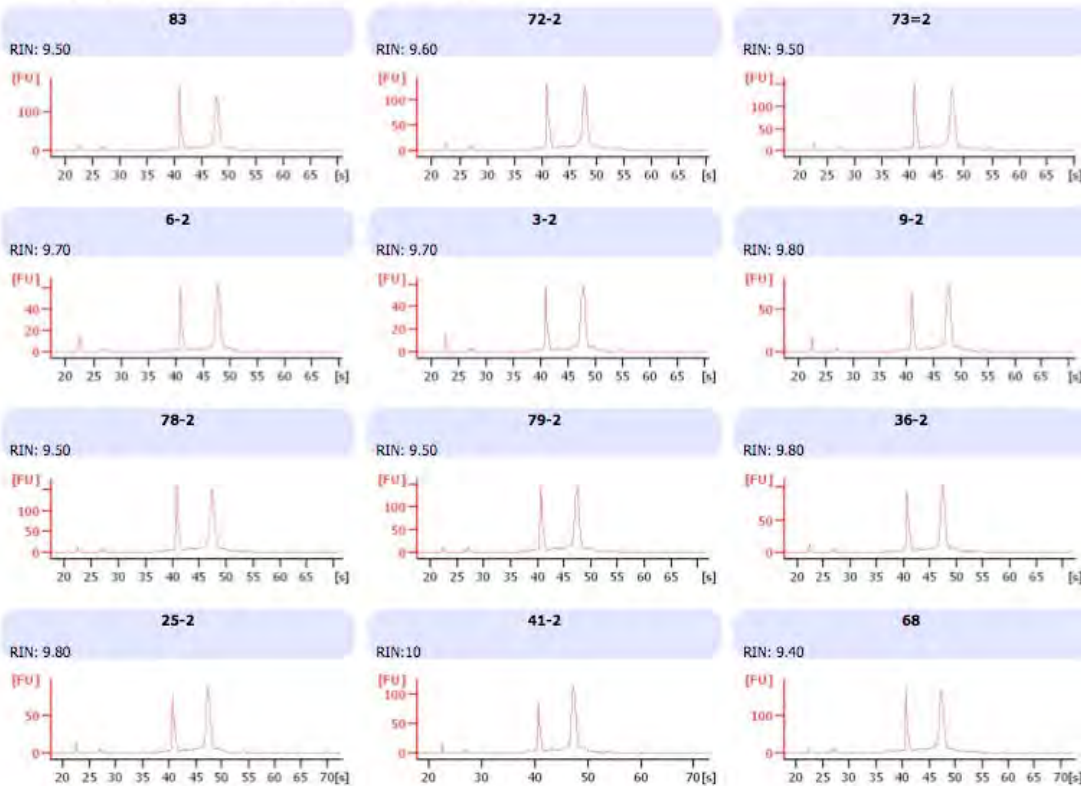 83 72-2 73=2
RIN: 9.50 RIN: 9.60 RIN: 9.50
[FU] [FU] [FU]
100 100 100
50 50
0 0 0
20 25 30 35 40 45 50 55 60 65 [s] 20 25 30 35 40 45 50 55 60 65 [s] 20 25 30 35 40 45 50 55 60 65 [s]
6-2 3-2 9-2
RIN: 9.70 RIN: 9.70 RIN: 9.80
[FU] [FU] [FU]
40 40 50
20 20
0 0 0
20 25 30 35 40 45 50 55 60 65 [s] 20 25 30 35 40 45 50 55 60 65 [s] 20 25 30 35 40 45 50 55 60 65 [s]
78-2 79-2 36-2
RIN: 9.50 RIN: 9.50 RIN: 9.80
[FU] [FU] [FU]
100 100
50 50 50
0 0 0
20 25 30 35 40 45 50 55 60 65 [s] 20 25 30 35 40 45 50 55 60 65 [s] 20 25 30 35 40 45 50 55 60 65 [s]
25-2 41-2 68
RIN: 9.80 RIN:10 RIN: 9.40
[FU] [FU] [FU]
50 100 100
50
0 0 0
20 25 30 35 40 45 50 55 60 65 70[s] 20 30 40 50 60 70[s] 20 25 30 35 40 45 50 55 60 65 70[s]